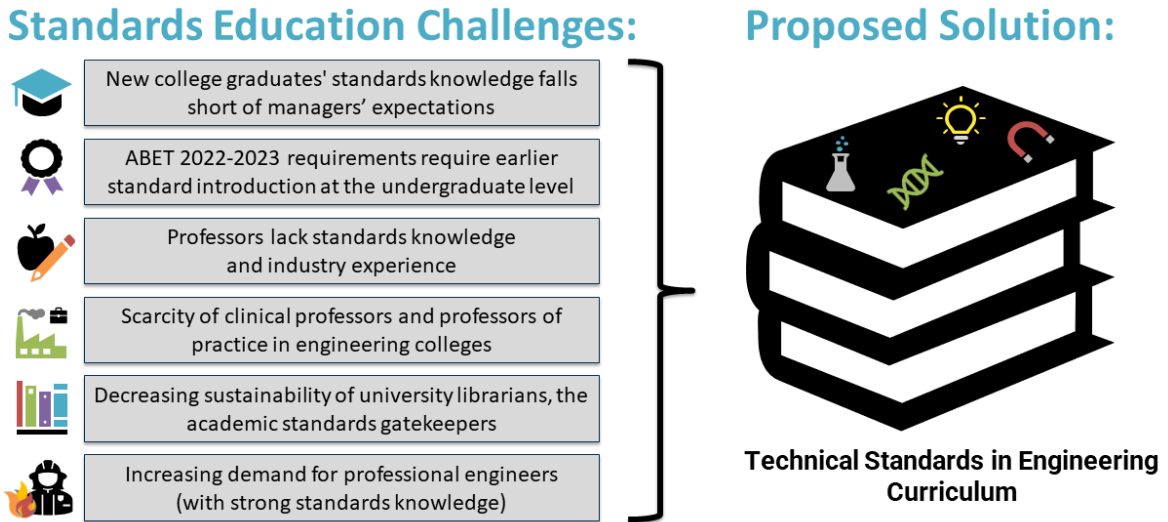 Standards Education Challenges:
Proposed Solution:
New college graduates' standards knowledge falls
short of managers’ expectations
ABET 2022-2023 requirements require earlier
standard introduction at the undergraduate level
Professors lack standards knowledge
and industry experience
Scarcity of clinical professors and professors of
practice in engineering colleges
Decreasing sustainability of university librarians, the
academic standards gatekeepers
Increasing demand for professional engineers
(with strong standards knowledge)
Technical Standards in Engineering
Curriculum